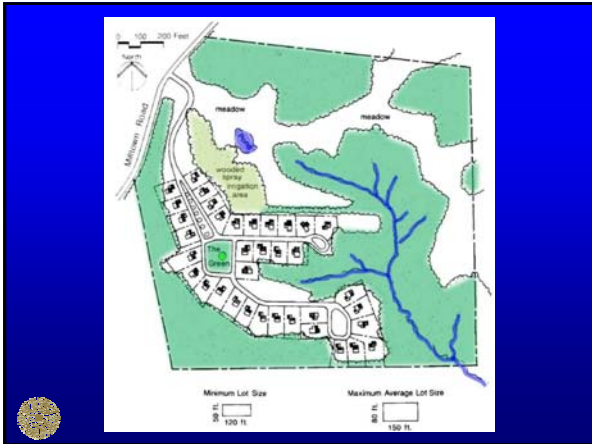 0 100 200 Feet
North
Milltown Road
meadow
meadow
wooded
spray
irrigation
area
The
Green
Minimum Lot Size
50 ft.
120 ft.
Maximum Average Lot Size
80 ft.
150 ft.